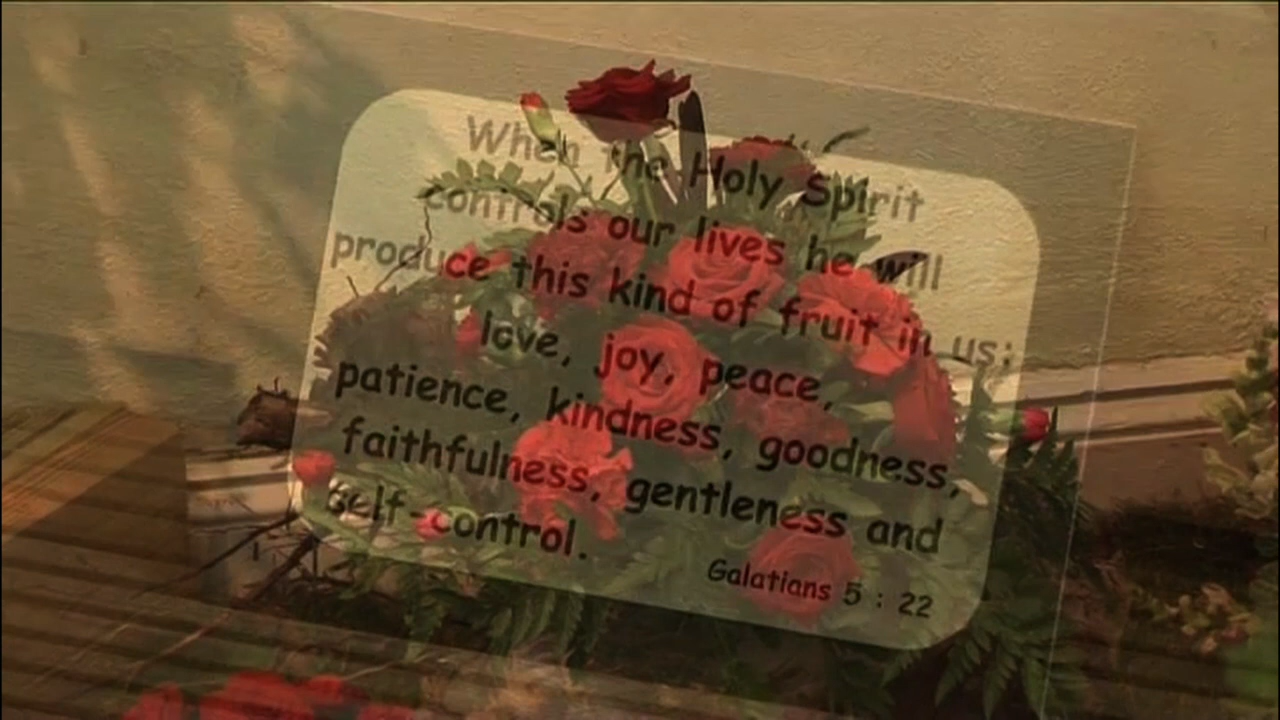 When the Holy Spirit
controls our lives he will
produce this kind of fruit in us:
love, joy, peace,
patience, kindness, goodness,
faithfulness, gentleness and
self-control.
Galatians 5 : 22